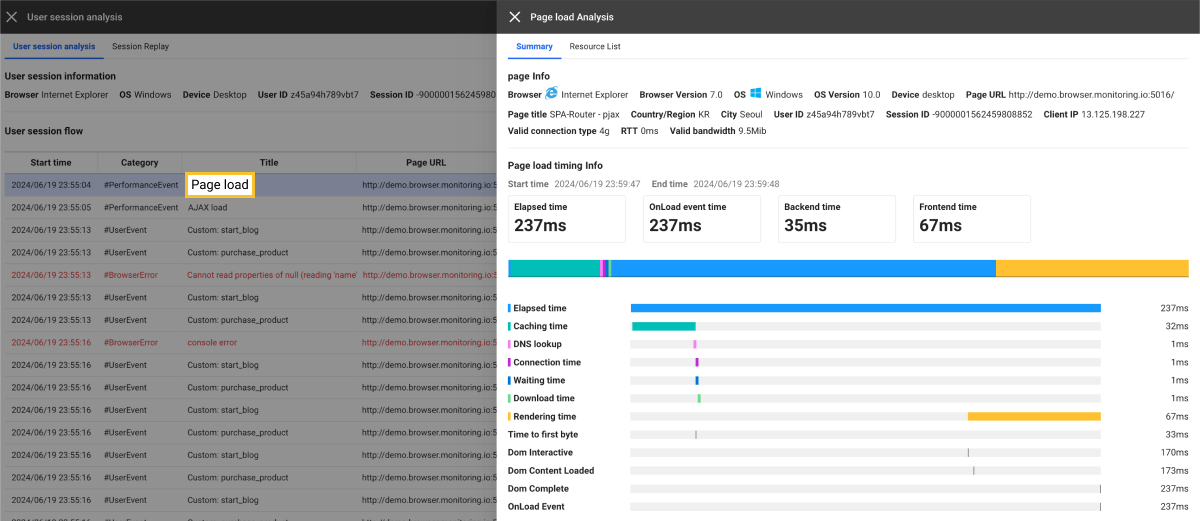 User session analysis
User session analysis Session Replay
User session information
Browser Internet Explorer OS Windows Device Desktop User ID z45a94h789vbt7 Session ID -900000156245980
User session flow
Start time Category Title Page URL
2024/06/19 23:55:04 #PerformanceEvent Page load http://demo.browser.monitoring.io:5
2024/06/19 23:55:05 #PerformanceEvent AJAX load http://demo.browser.monitoring.io:5
2024/06/19 23:55:13 #UserEvent Custom: start_blog http://demo.browser.monitoring.io:5
2024/06/19 23:55:13 #UserEvent Custom: purchase_product http://demo.browser.monitoring.io:5
2024/06/19 23:55:13 #BrowserError Cannot read properties of null (reading 'name' http://demo.browser.monitoring.io:5
2024/06/19 23:55:13 #UserEvent Custom: start_blog http://demo.browser.monitoring.io:5
2024/06/19 23:55:13 #UserEvent Custom: purchase_product http://demo.browser.monitoring.io:5
2024/06/19 23:55:16 #BrowserError console error http://demo.browser.monitoring.io:5
2024/06/19 23:55:16 #UserEvent Custom: start_blog http://demo.browser.monitoring.io:5
2024/06/19 23:55:16 #UserEvent Custom: purchase_product http://demo.browser.monitoring.io:5
2024/06/19 23:55:16 #UserEvent Custom: start_blog http://demo.browser.monitoring.io:5
2024/06/19 23:55:16 #UserEvent Custom: purchase_product http://demo.browser.monitoring.io:5
2024/06/19 23:55:16 #UserEvent Custom: start_blog http://demo.browser.monitoring.io:5
2024/06/19 23:55:16 #UserEvent Custom: purchase_product http://demo.browser.monitoring.io:5
2024/06/19 23:55:16 #UserEvent Custom: start_blog http://demo.browser.monitoring.io:5
Page load Analysis
Summary Resource List
page Info
Browser Internet Explorer Browser Version 7.0 OS Windows OS Version 10.0 Device desktop Page URL http://demo.browser.monitoring.io:5016/
Page title SPA-Router - pjax Country/Region KR City Seoul User ID z45a94h789vbt7 Session ID -9000001562459808852 Client IP 13.125.198.227
Valid connection type 4g RTT 0ms Valid bandwidth 9.5Mib
Page load timing Info
Start time 2024/06/19 23:59:47 End time 2024/06/19 23:59:48
Elapsed time OnLoad event time Backend time Frontend time
237ms 237ms 35ms 67ms
Elapsed time 237ms
Caching time 32ms
DNS lookup 1ms
Connection time 1ms
Waiting time 1ms
Download time 1ms
Rendering time 67ms
Time to first byte 33ms
Dom Interactive 170ms
Dom Content Loaded 173ms
Dom Complete 237ms
OnLoad Event 237ms